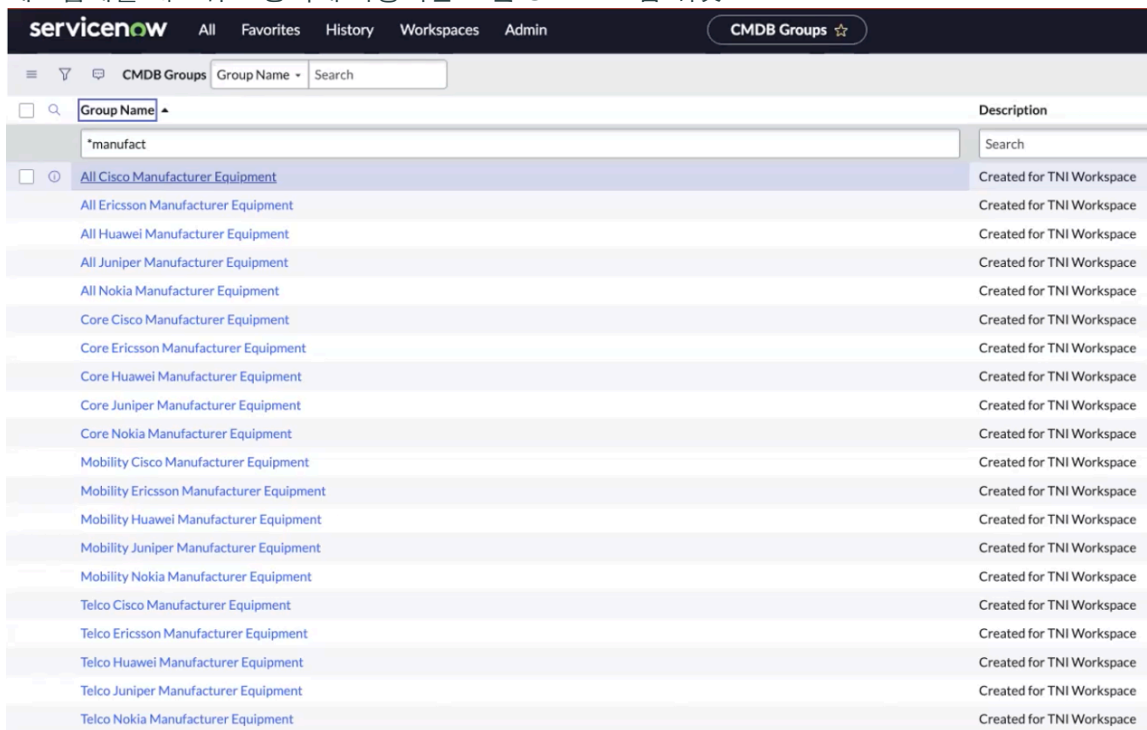 servicenow All Favorites History Workspaces Admin CMDB Groups
CMDB Groups Group Name Search
Group Name Description
*manufact Search
All Cisco Manufacturer Equipment Created for TNI Workspace
All Ericsson Manufacturer Equipment Created for TNI Workspace
All Huawei Manufacturer Equipment Created for TNI Workspace
All Juniper Manufacturer Equipment Created for TNI Workspace
All Nokia Manufacturer Equipment Created for TNI Workspace
Core Cisco Manufacturer Equipment Created for TNI Workspace
Core Ericsson Manufacturer Equipment Created for TNI Workspace
Core Huawei Manufacturer Equipment Created for TNI Workspace
Core Juniper Manufacturer Equipment Created for TNI Workspace
Core Nokia Manufacturer Equipment Created for TNI Workspace
Mobility Cisco Manufacturer Equipment Created for TNI Workspace
Mobility Ericsson Manufacturer Equipment Created for TNI Workspace
Mobility Huawei Manufacturer Equipment Created for TNI Workspace
Mobility Juniper Manufacturer Equipment Created for TNI Workspace
Mobility Nokia Manufacturer Equipment Created for TNI Workspace
Telco Cisco Manufacturer Equipment Created for TNI Workspace
Telco Ericsson Manufacturer Equipment Created for TNI Workspace
Telco Huawei Manufacturer Equipment Created for TNI Workspace
Telco Juniper Manufacturer Equipment Created for TNI Workspace
Telco Nokia Manufacturer Equipment Created for TNI Workspace